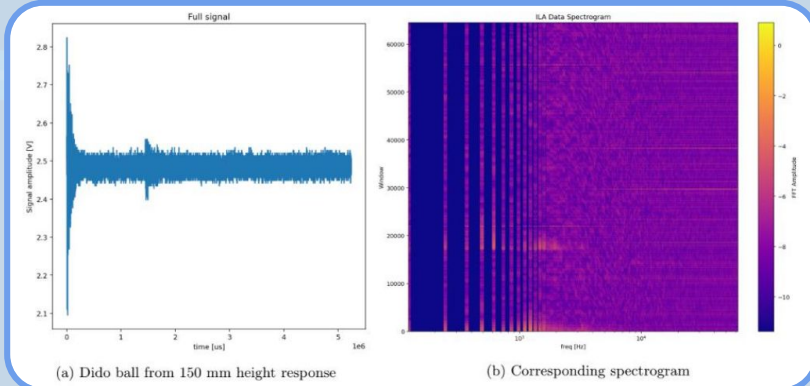 Full signal
2.8
2.7
2.6
2.5
2.4
2.3
2.2
2.1
Signal amplitude [V]
0 1 2 3 4 5
1e6
time [us]
(a) Dido ball from 150 mm height response
ILA Data Spectrogram
60000
50000
40000
30000
20000
10000
0
Window
10³ 10⁴
freq [Hz]
0
−2
−4
−6
−8
−10
FFT Amplitude
(b) Corresponding spectrogram